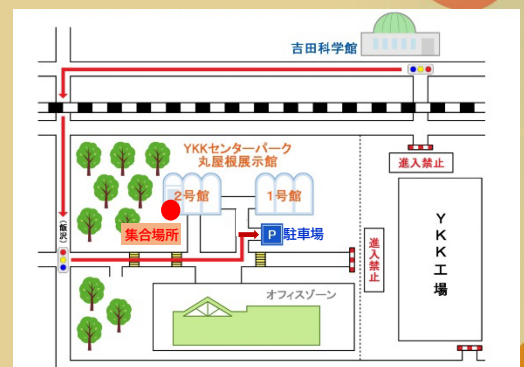 吉田科学館
YKKセンターパーク
丸屋根展示館
進入禁止
2号館
1号館
(飯沢)
集合場所
P
駐車場
進入禁止
YKK工場
オフィスゾーン